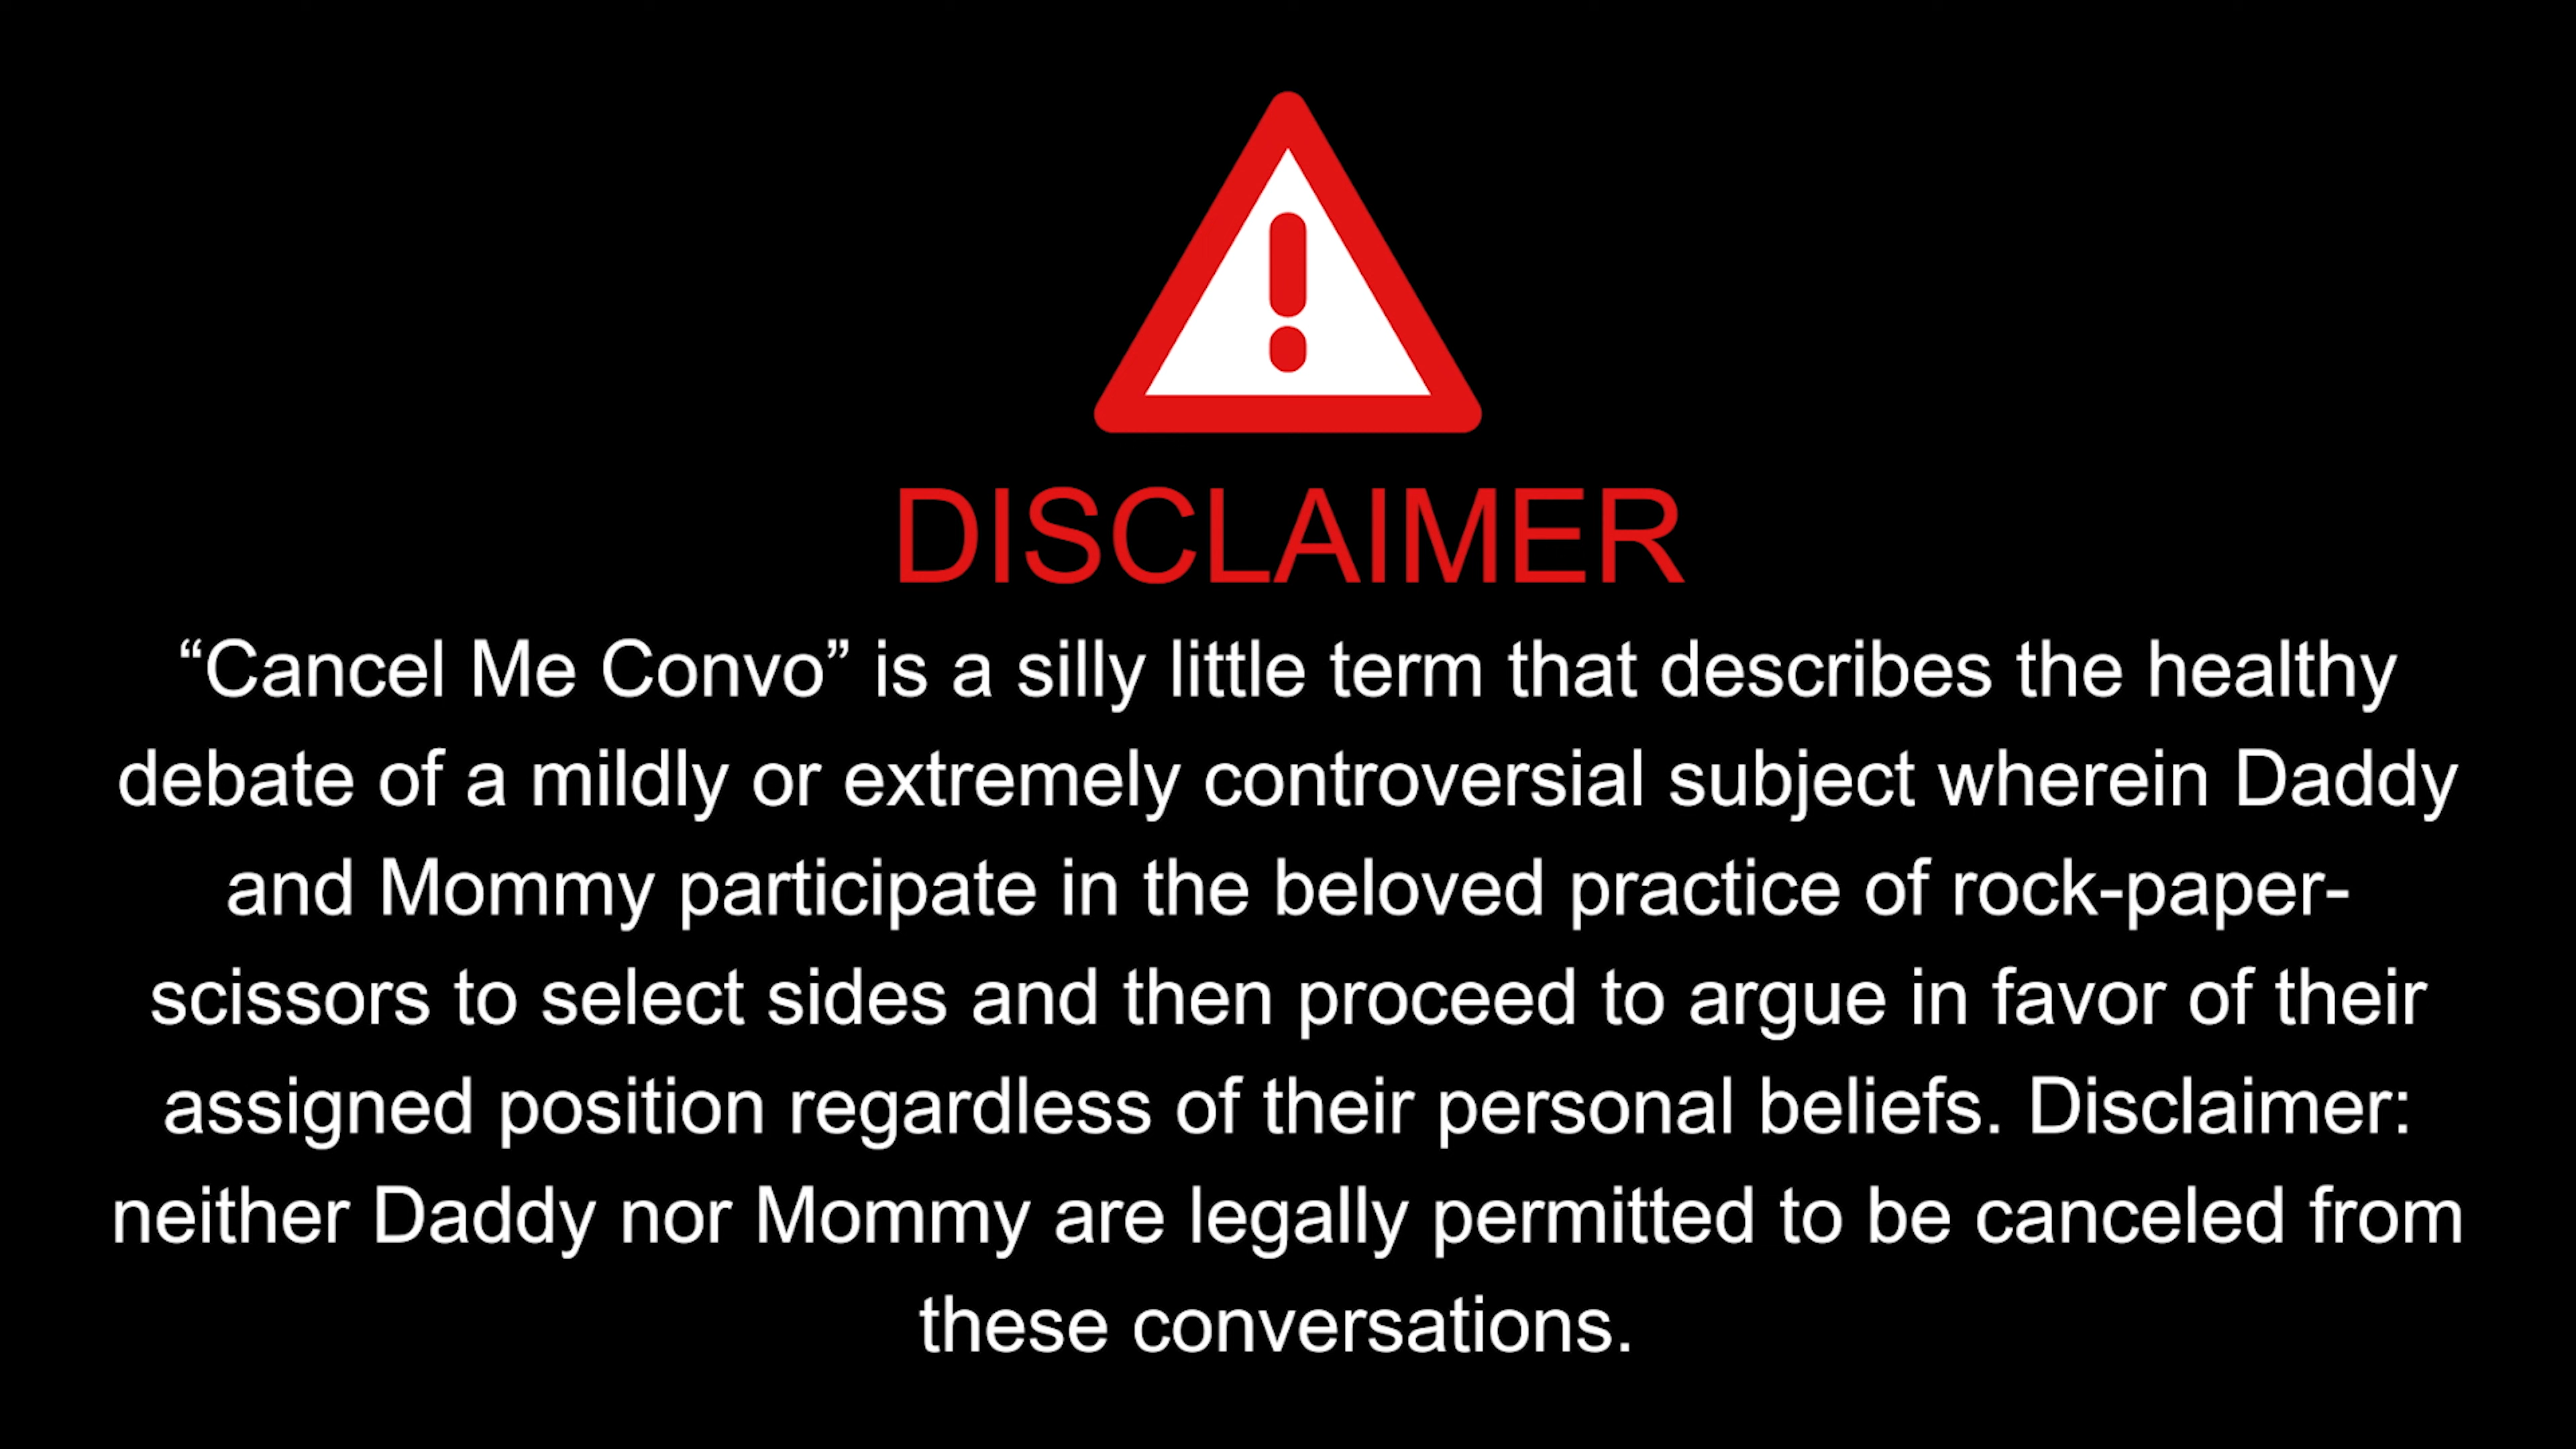 DISCLAIMER
“Cancel Me Convo” is a silly little term that describes the healthy
debate of a mildly or extremely controversial subject wherein Daddy
and Mommy participate in the beloved practice of rock-paper-
scissors to select sides and then proceed to argue in favor of their
assigned position regardless of their personal beliefs. Disclaimer:
neither Daddy nor Mommy are legally permitted to be canceled from
these conversations.